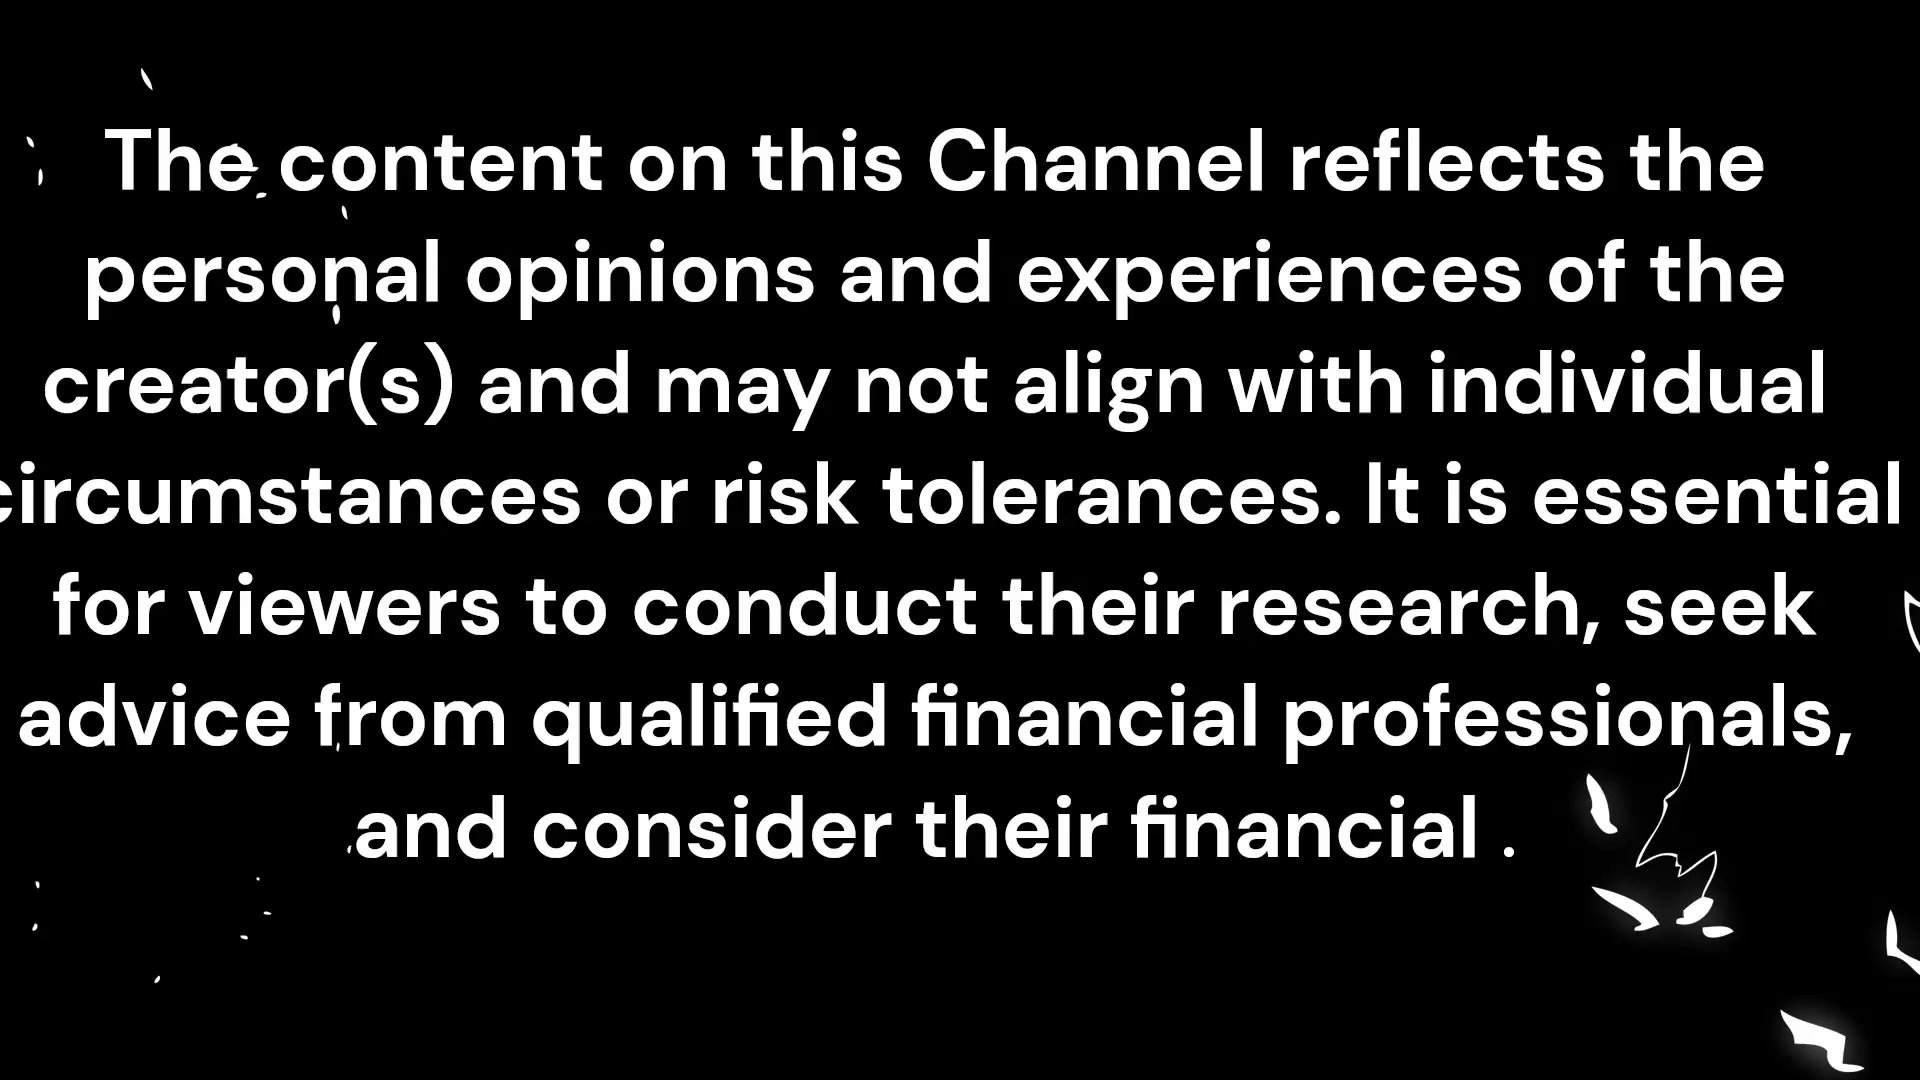 The content on this Channel reflects the
personal opinions and experiences of the
creator(s) and may not align with individual
circumstances or risk tolerances. It is essential
for viewers to conduct their research, seek
advice from qualified financial professionals,
and consider their financial .